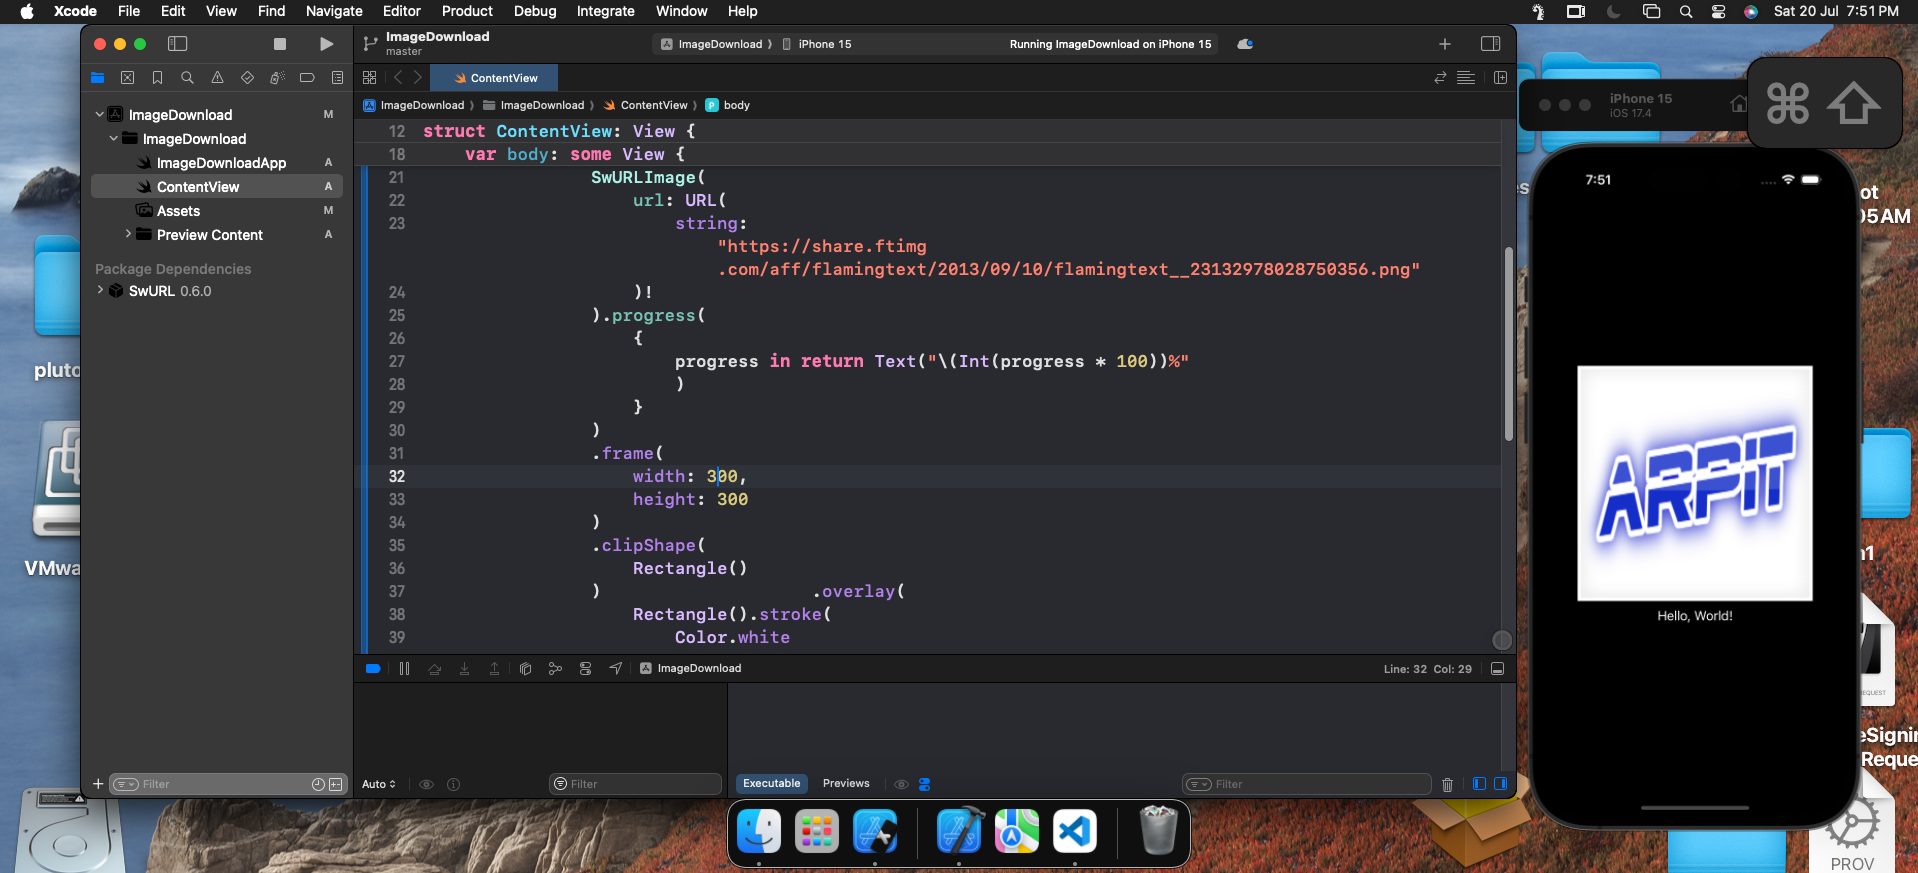 Xcode File Edit View Find Navigate Editor Product Debug Integrate Window Help
Sat 20 Jul 7:51 PM
ImageDownload
master
ImageDownload iPhone 15 Running ImageDownload on iPhone 15
ContentView
ImageDownload ImageDownload ContentView P body
ImageDownload M
ImageDownload
ImageDownloadApp A
ContentView A
Assets M
Preview Content A
Package Dependencies
SwURL 0.6.0
Filter
12 struct ContentView: View {
18 var body: some View {
21 SwURLImage(
22 url: URL(
23 string:
"https://share.ftimg
.com/aff/flamingtext/2013/09/10/flamingtext__23132978028750356.png"
24 )!
25 ).progress(
26 {
27 progress in return Text("\(Int(progress * 100))%"
28 )
29 }
30 )
31 .frame(
32 width: 300,
33 height: 300
34 )
35 .clipShape(
36 Rectangle()
37 ) .overlay(
38 Rectangle().stroke(
39 Color.white
ImageDownload
Line: 32 Col: 29
Auto
Filter
Executable Previews
Filter
iPhone 15
iOS 17.4
⌘
7:51
ARPIT
Hello, World!
ot
05AM
n1
REQUEST
eSignin
Reque
PROV
pluto
VMwa